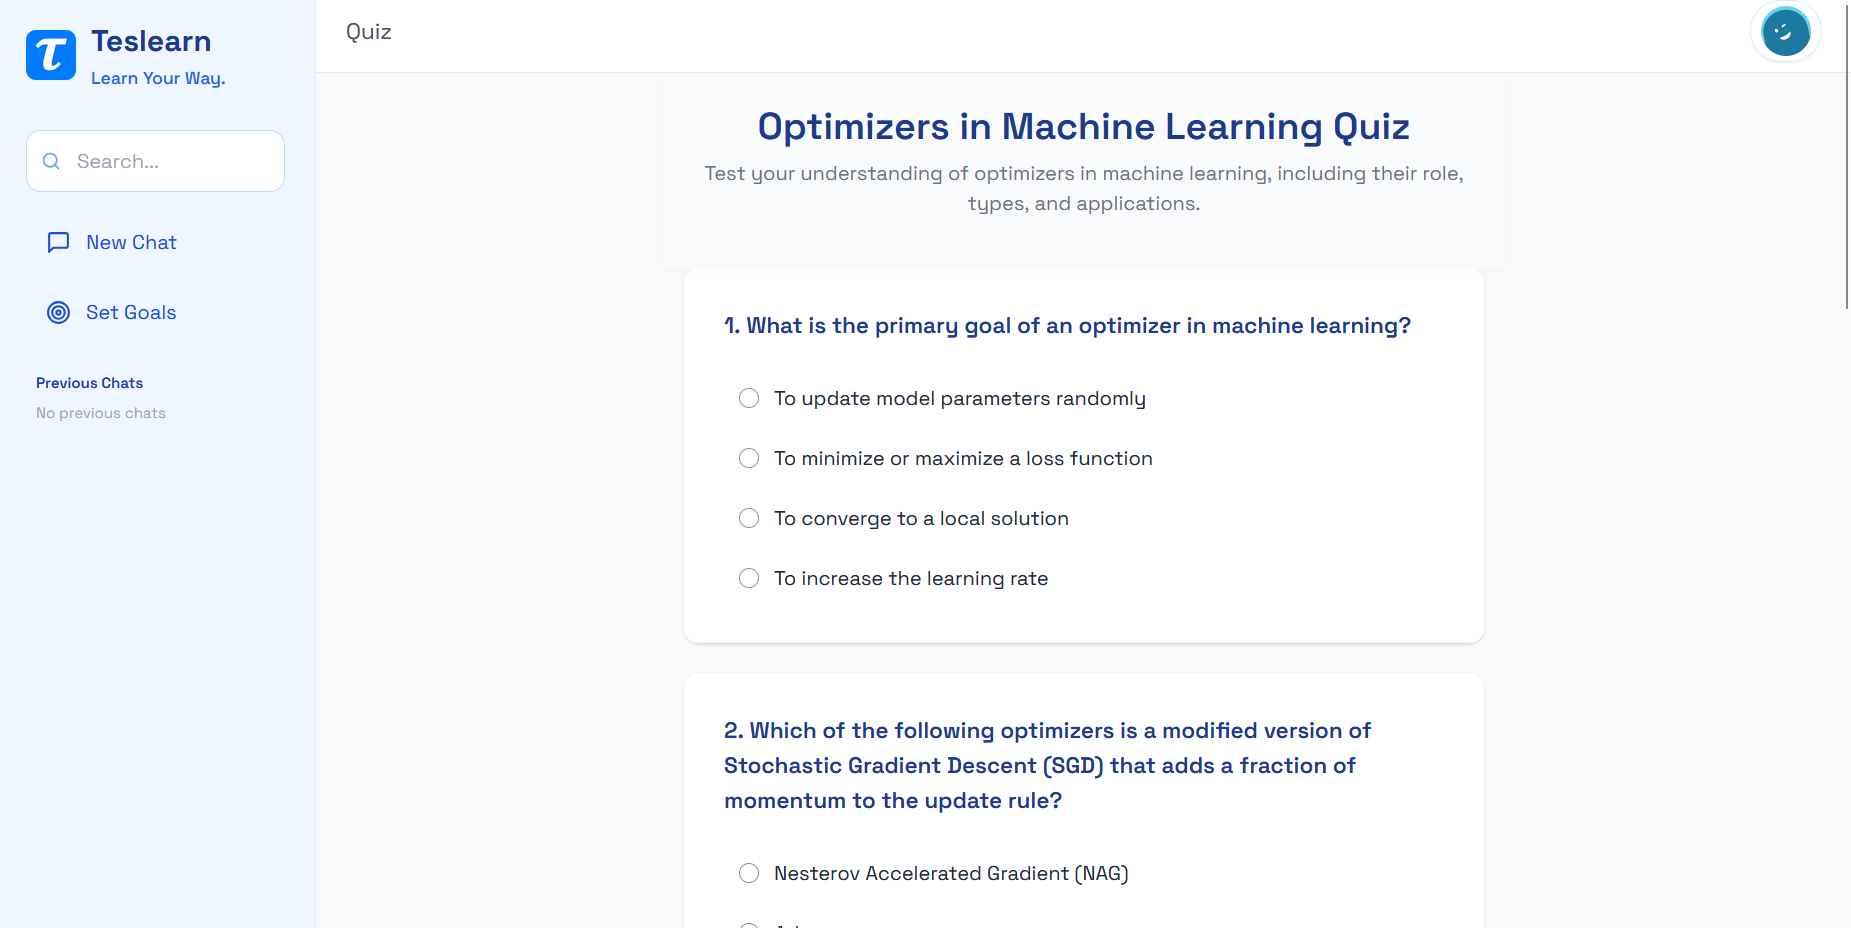 Teslearn
Learn Your Way.
Search...
New Chat
Set Goals
Previous Chats
No previous chats
Quiz
Optimizers in Machine Learning Quiz
Test your understanding of optimizers in machine learning, including their role,
types, and applications.
1. What is the primary goal of an optimizer in machine learning?
To update model parameters randomly
To minimize or maximize a loss function
To converge to a local solution
To increase the learning rate
2. Which of the following optimizers is a modified version of
Stochastic Gradient Descent (SGD) that adds a fraction of
momentum to the update rule?
Nesterov Accelerated Gradient (NAG)